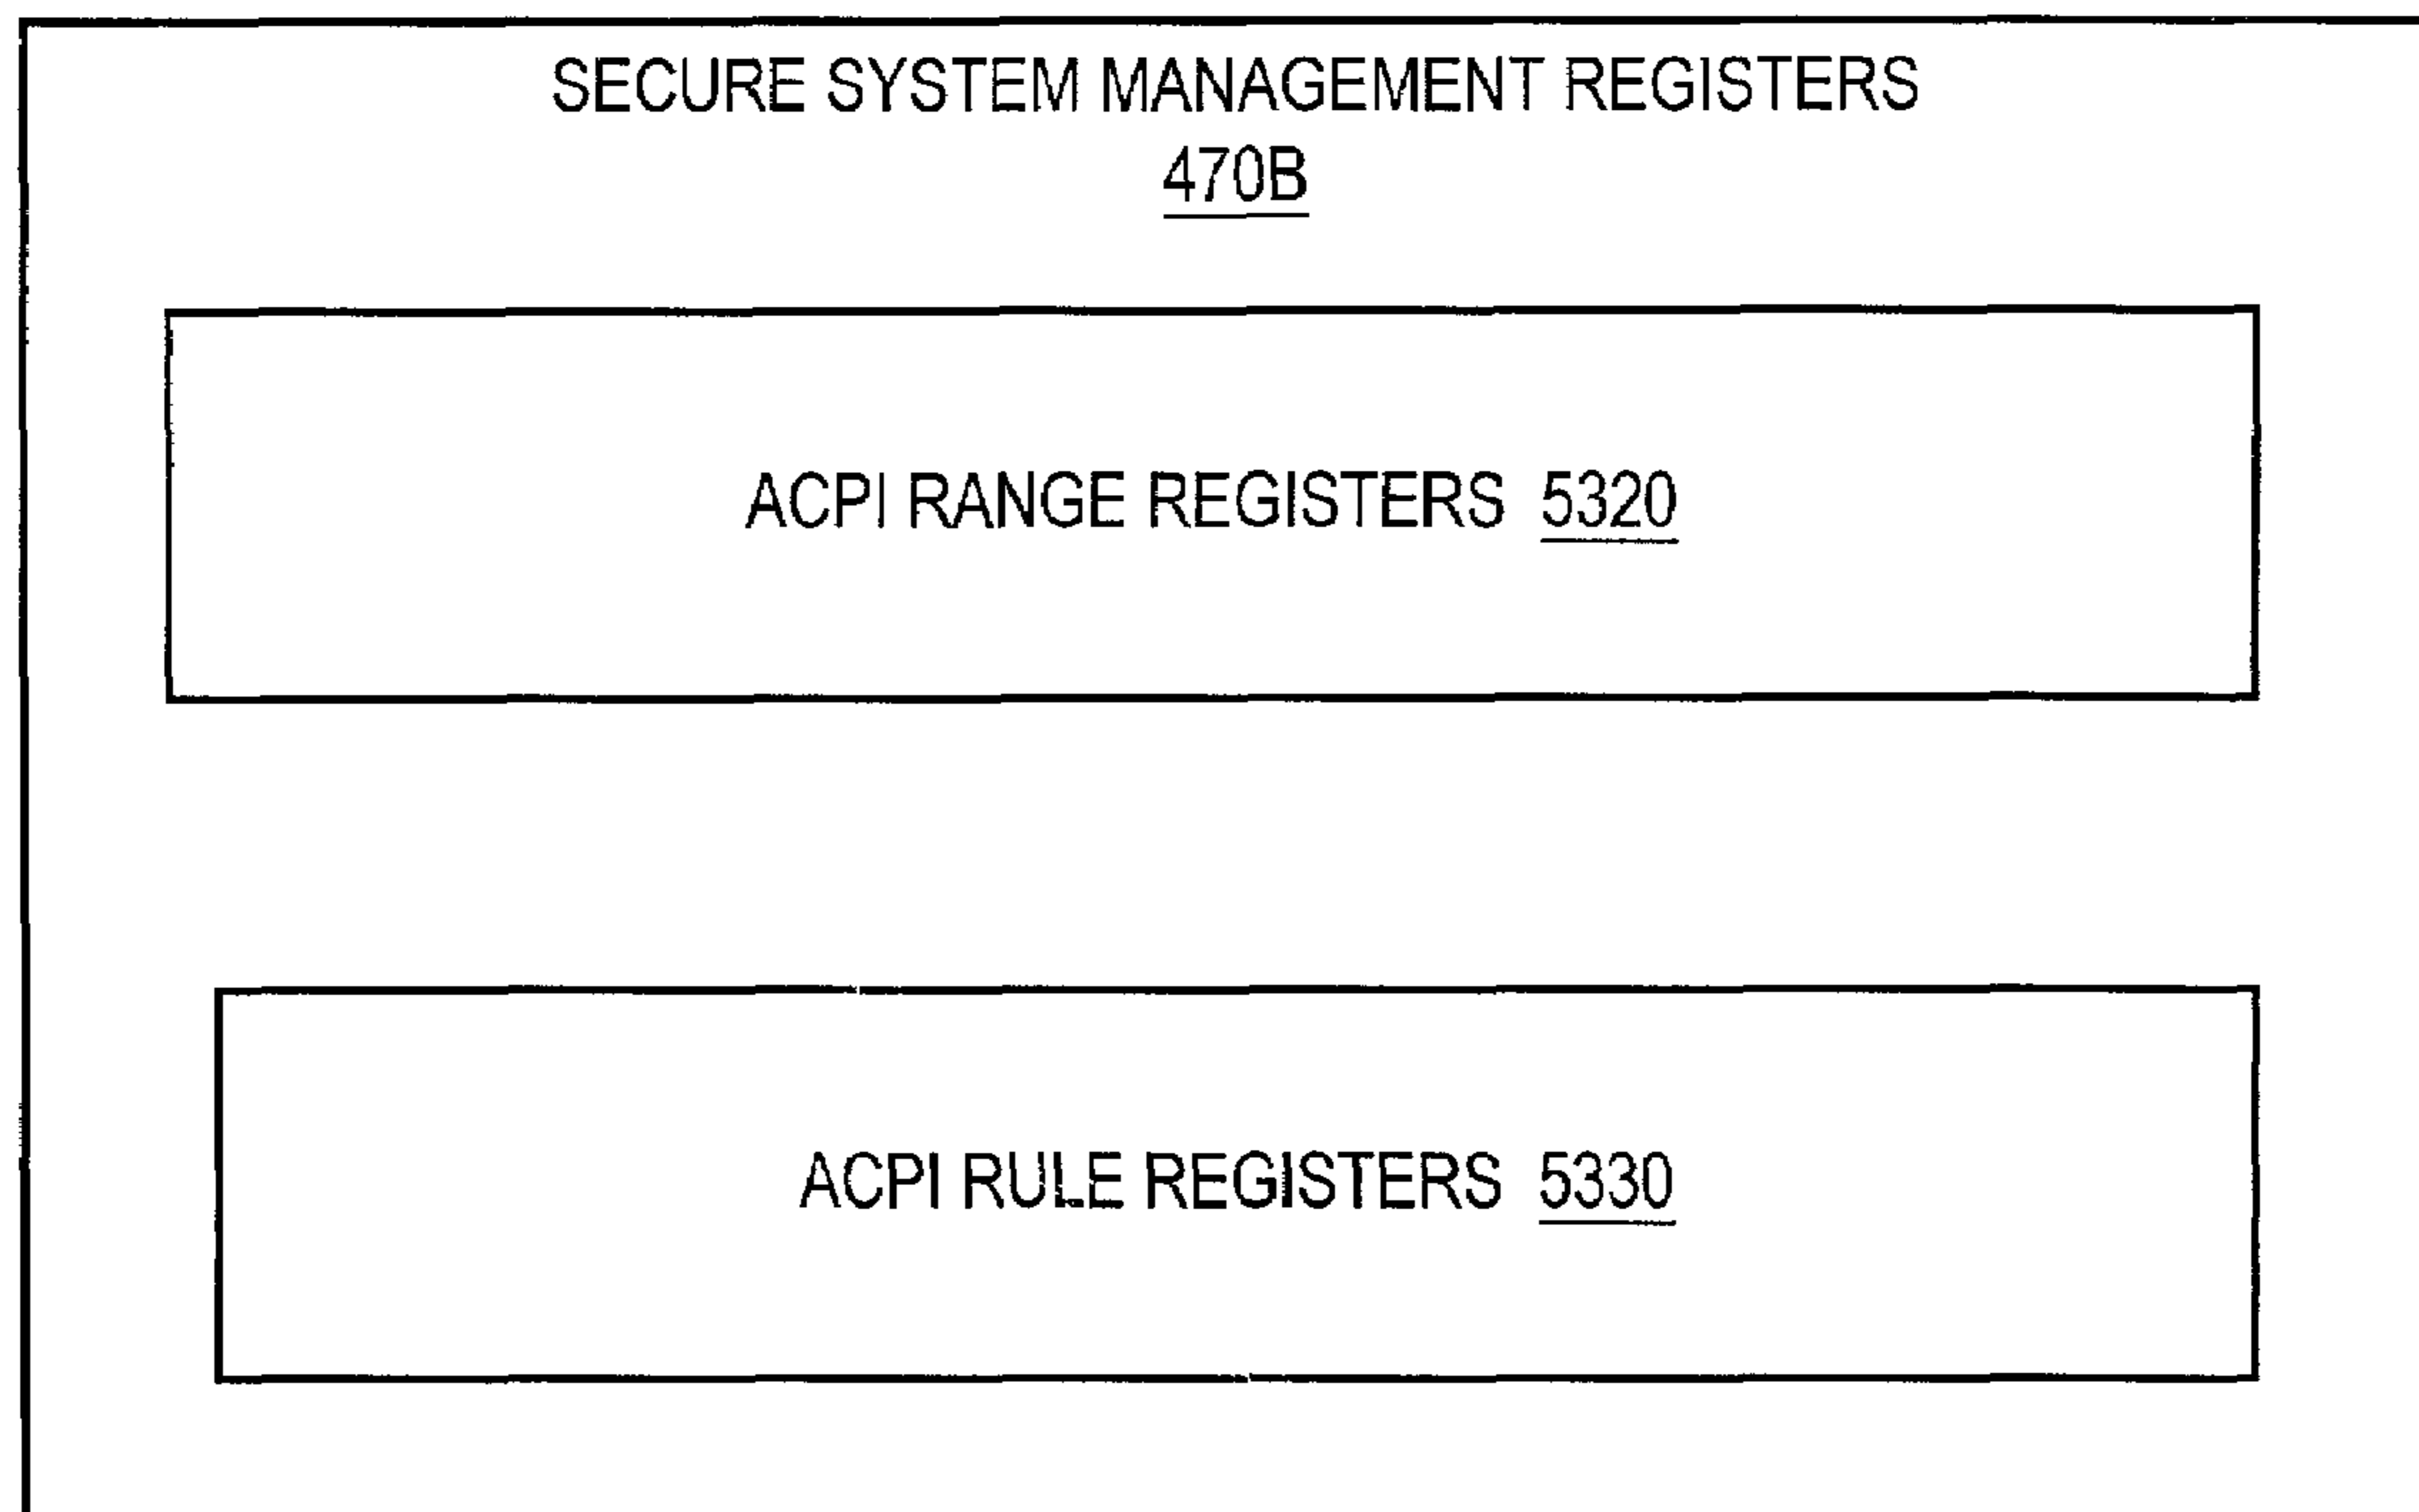 SECURE SYSTEM MANAGEMENT REGISTERS
470B
ACPI RANGE REGISTERS 5320
ACPI RULE REGISTERS 5330